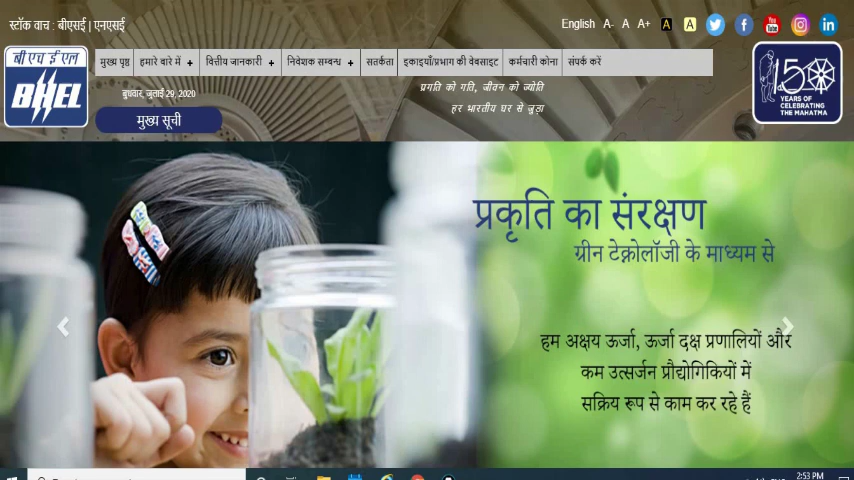 स्टॉक वाच : बीएसई | एनएसई
English A- A A+ A A
बी एच ई एल
BHEL
मुख्य पृष्ठ हमारे बारे में + वित्तीय जानकारी + निवेशक सम्बन्ध + सतर्कता इकाइयाँ/प्रभाग की वेबसाइट कर्मचारी कोना संपर्क करें
बुधवार, जुलाई 29, 2020
मुख्य सूची
प्रगति को गति, जीवन को ज्योति
हर भारतीय घर से जुड़ा
150
YEARS OF
CELEBRATING
THE MAHATMA
प्रकृति का संरक्षण
ग्रीन टेक्नोलॉजी के माध्यम से
हम अक्षय ऊर्जा, ऊर्जा दक्ष प्रणालियों और
कम उत्सर्जन प्रौद्योगिकियों में
सक्रिय रूप से काम कर रहे हैं
2:53 PM